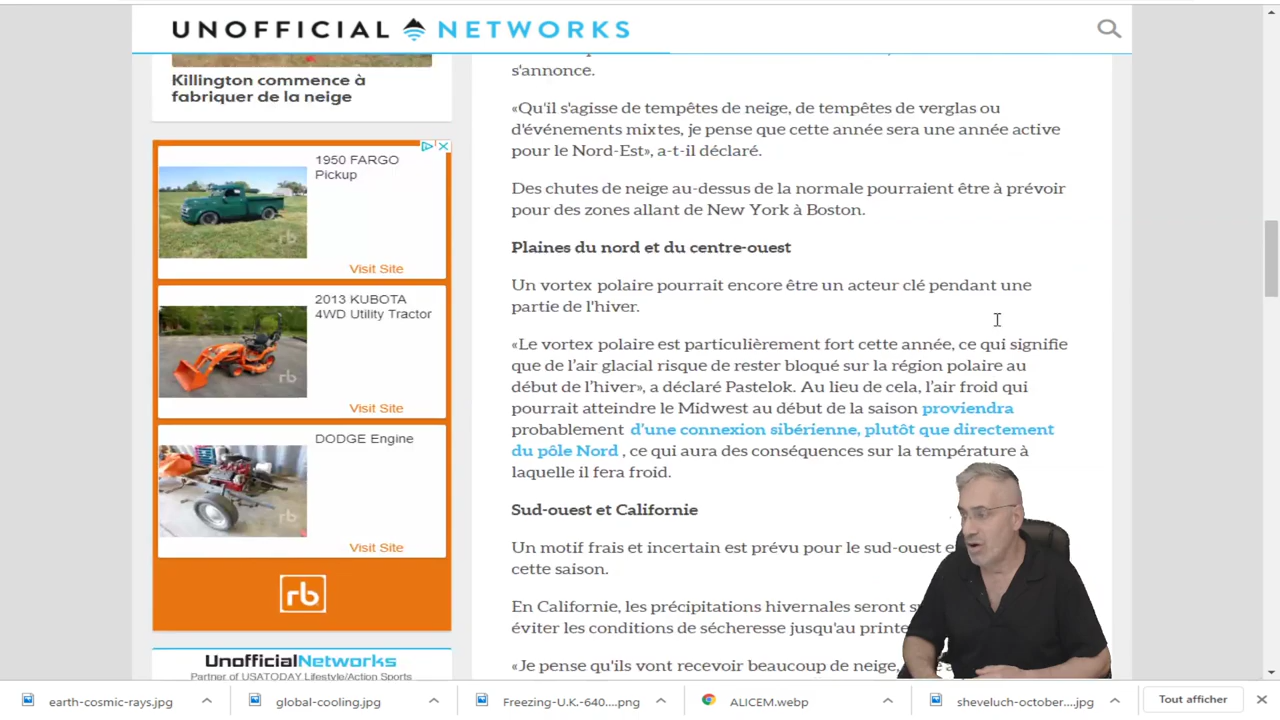 UNOFFICIAL NETWORKS
Killington commence à
fabriquer de la neige
1950 FARGO
Pickup
Visit Site
2013 KUBOTA
4WD Utility Tractor
Visit Site
DODGE Engine
Visit Site
rb
UnofficialNetworks
Partner of USATODAY Lifestyle/Action Sports
s'annonce.
«Qu'il s'agisse de tempêtes de neige, de tempêtes de verglas ou
d'événements mixtes, je pense que cette année sera une année active
pour le Nord-Est», a-t-il déclaré.
Des chutes de neige au-dessus de la normale pourraient être à prévoir
pour des zones allant de New York à Boston.
Plaines du nord et du centre-ouest
Un vortex polaire pourrait encore être un acteur clé pendant une
partie de l'hiver.
«Le vortex polaire est particulièrement fort cette année, ce qui signifie
que de l’air glacial risque de rester bloqué sur la région polaire au
début de l’hiver», a déclaré Pastelok. Au lieu de cela, l’air froid qui
pourrait atteindre le Midwest au début de la saison proviendra
probablement d’une connexion sibérienne, plutôt que directement
du pôle Nord , ce qui aura des conséquences sur la température à
laquelle il fera froid.
Sud-ouest et Californie
Un motif frais et incertain est prévu pour le sud-ouest
cette saison.
En Californie, les précipitations hivernales seront
éviter les conditions de sécheresse jusqu'au
«Je pense qu'ils vont recevoir beaucoup de neige,
earth-cosmic-rays.jpg
global-cooling.jpg
Freezing-U.K.-640....png
ALICEM.webp
sheveluch-october....jpg
Tout afficher